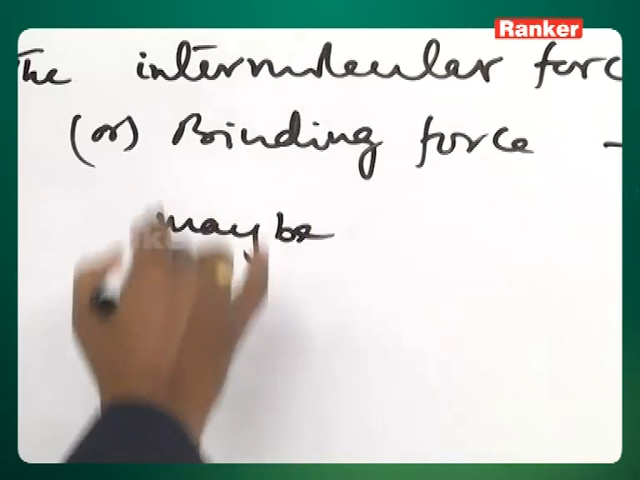 Ranker
The intermolecular forc
(or) Binding force -
may be